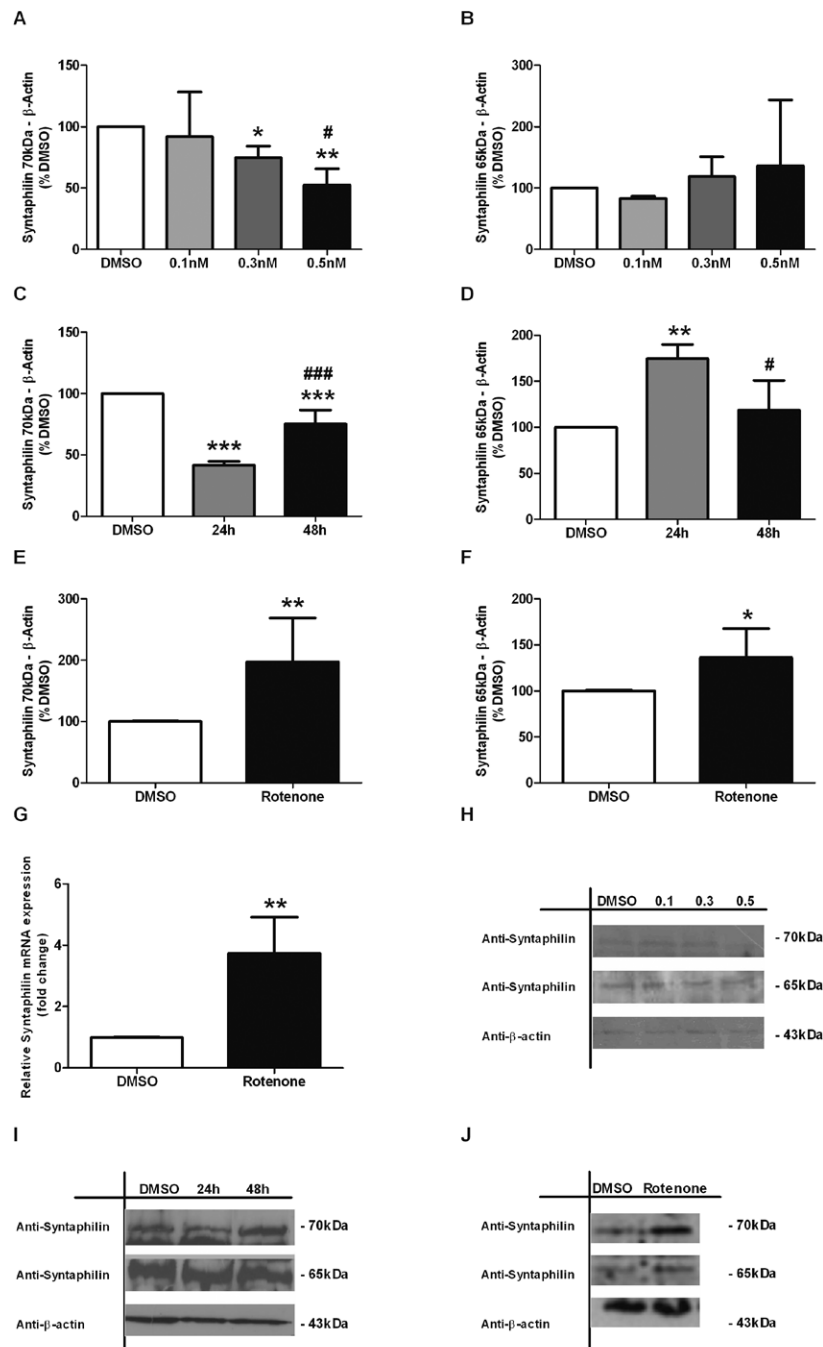 A
Syntaphilin 70kDa - β-Actin
(% DMSO)
150
100
50
0
*
#
**
DMSO 0.1nM 0.3nM 0.5nM
B
Syntaphilin 65kDa - β-Actin
(% DMSO)
300
200
100
0
DMSO 0.1nM 0.3nM 0.5nM
C
Syntaphilin 70kDa - β-Actin
(% DMSO)
150
100
50
0
***
###
***
DMSO 24h 48h
D
Syntaphilin 65kDa - β-Actin
(% DMSO)
200
150
100
50
0
**
#
DMSO 24h 48h
E
Syntaphilin 70kDa - β-Actin
(% DMSO)
300
200
100
0
**
DMSO Rotenone
F
Syntaphilin 65kDa - β-Actin
(% DMSO)
200
150
100
50
0
*
DMSO Rotenone
G
Relative Syntaphilin mRNA expression
(fold change)
6
4
2
0
**
DMSO Rotenone
H
DMSO 0.1 0.3 0.5
Anti-Syntaphilin - 70kDa
Anti-Syntaphilin - 65kDa
Anti-β-actin - 43kDa
I
DMSO 24h 48h
Anti-Syntaphilin - 70kDa
Anti-Syntaphilin - 65kDa
Anti-β-actin - 43kDa
J
DMSO Rotenone
Anti-Syntaphilin - 70kDa
Anti-Syntaphilin - 65kDa
Anti-β-actin - 43kDa